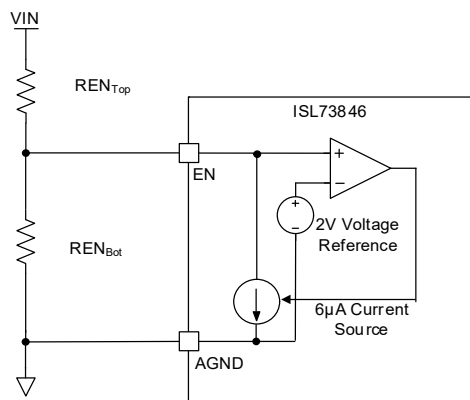 VIN
RENTop
ISL73846
+
EN
−
+
2V Voltage
Reference
−
RENBot
6µA Current
Source
AGND